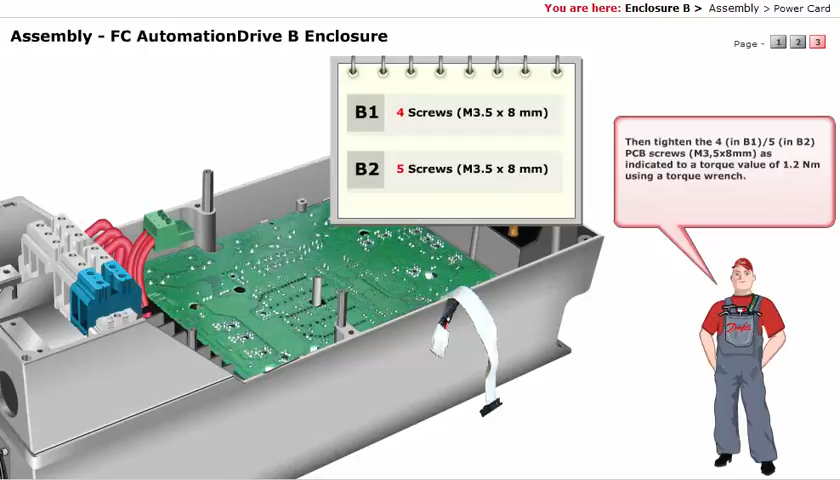 You are here: Enclosure B > Assembly > Power Card
Assembly - FC AutomationDrive B Enclosure
Page - 1 2 3
B1 4 Screws (M3.5 x 8 mm)
B2 5 Screws (M3.5 x 8 mm)
Then tighten the 4 (in B1)/5 (in B2)
PCB screws (M3,5x8mm) as
indicated to a torque value of 1.2 Nm
using a torque wrench.
Danfoss